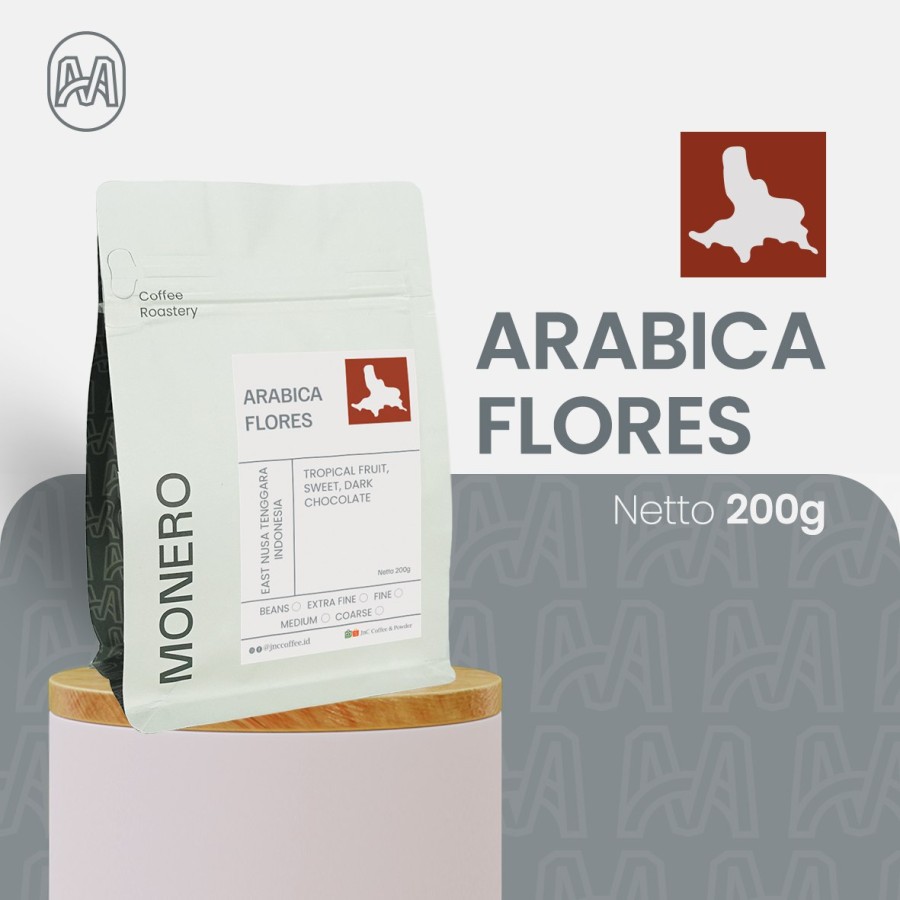 Coffee
Roastery
MONERO
ARABICA
FLORES
EAST NUSA TENGGARA
INDONESIA
TROPICAL FRUIT,
SWEET, DARK
CHOCOLATE
Netto 200g
BEANS EXTRA FINE FINE
MEDIUM COARSE
@jnccoffee.id
JnC Coffee & Powder
ARABICA
FLORES
Netto 200g